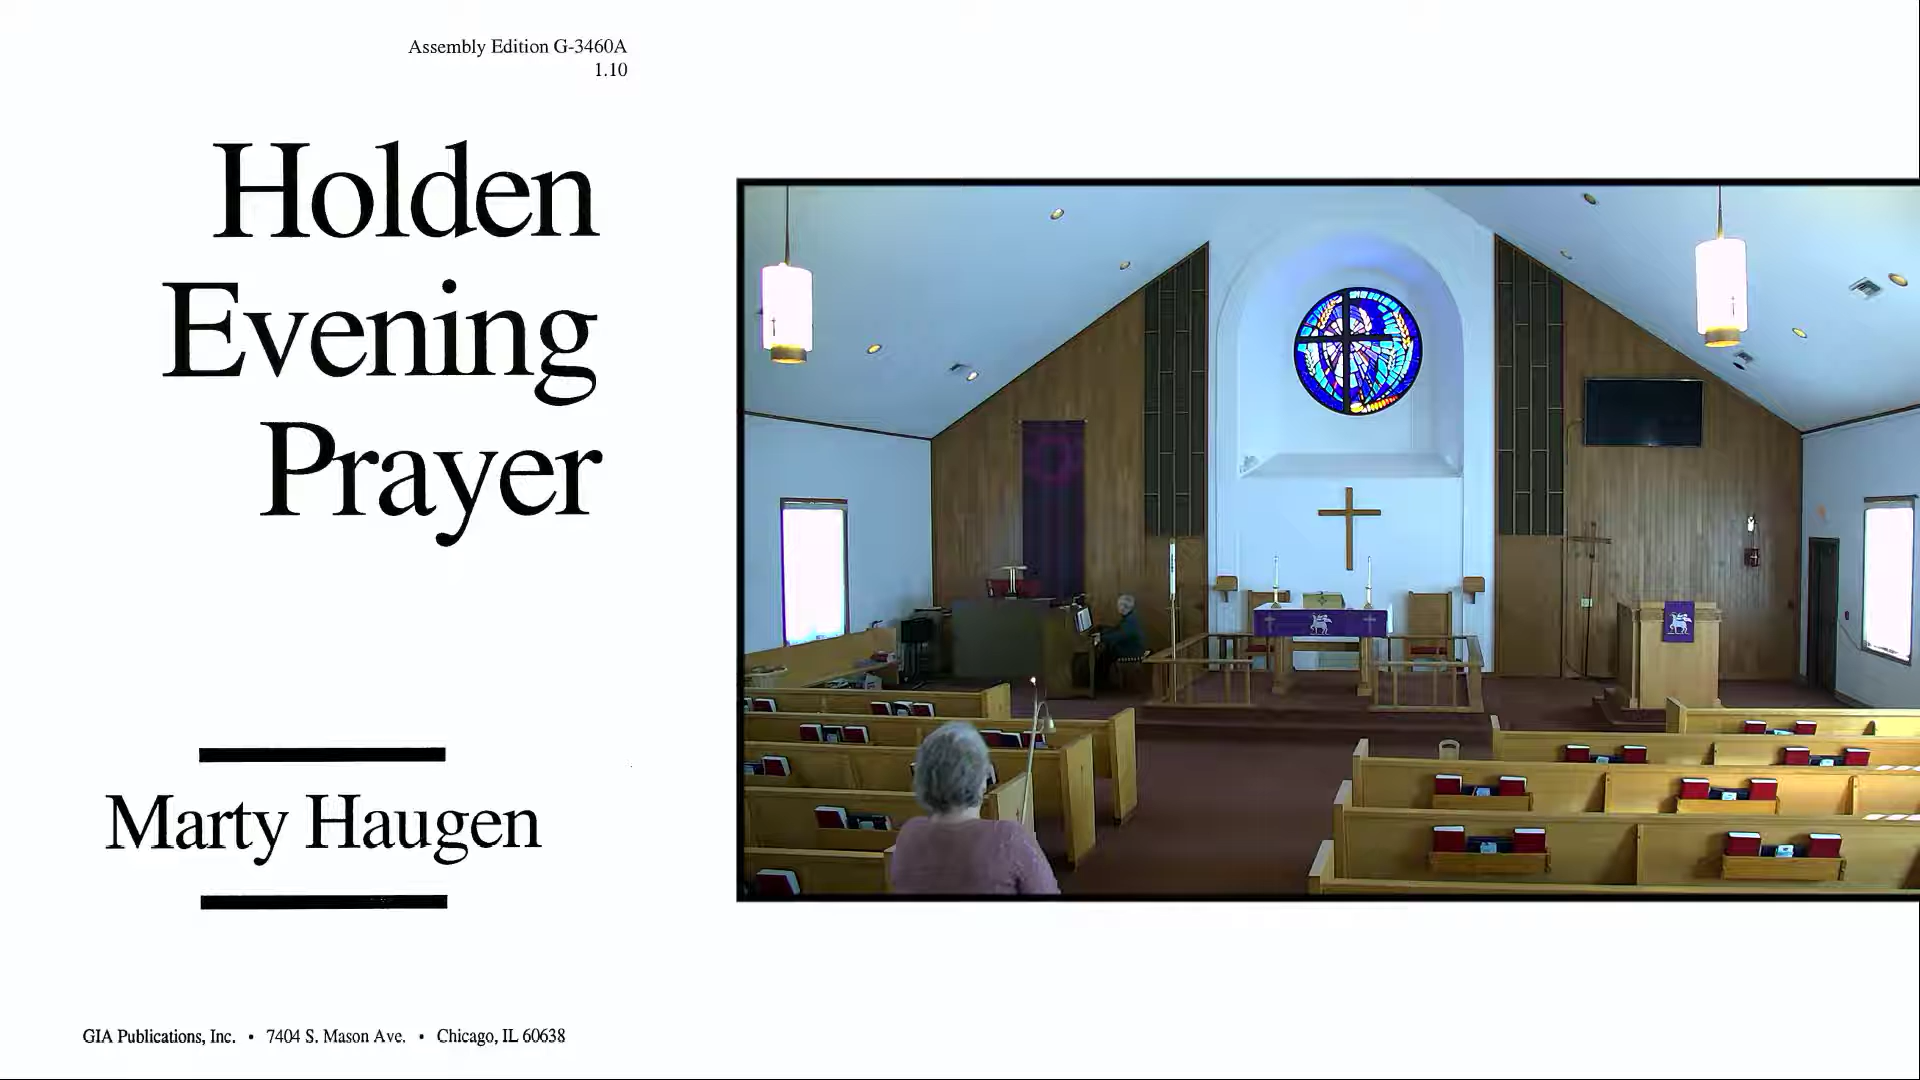 Assembly Edition G-3460A
1.10
Holden
Evening
Prayer
Marty Haugen
GIA Publications, Inc. • 7404 S. Mason Ave. • Chicago, IL 60638